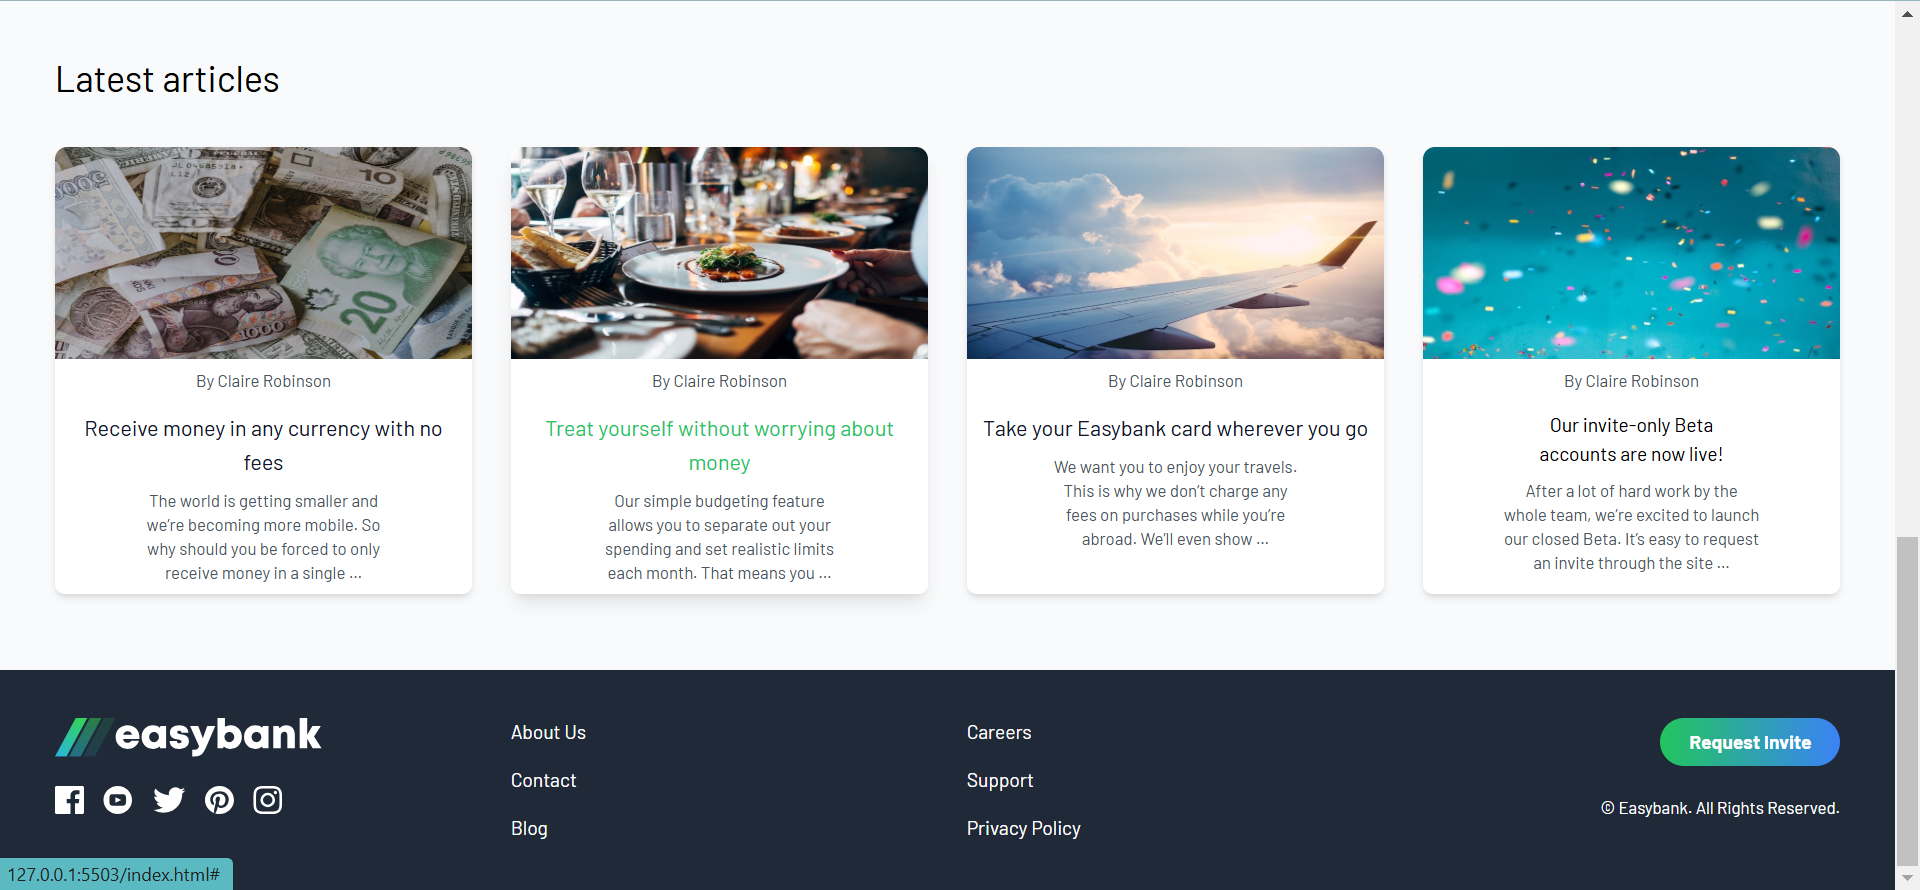 Latest articles
By Claire Robinson
Receive money in any currency with no
fees
The world is getting smaller and
we're becoming more mobile. So
why should you be forced to only
receive money in a single ...
By Claire Robinson
Treat yourself without worrying about
money
Our simple budgeting feature
allows you to separate out your
spending and set realistic limits
each month. That means you ...
By Claire Robinson
Take your Easybank card wherever you go
We want you to enjoy your travels.
This is why we don't charge any
fees on purchases while you're
abroad. We'll even show ...
By Claire Robinson
Our invite-only Beta
accounts are now live!
After a lot of hard work by the
whole team, we're excited to launch
our closed Beta. It's easy to request
an invite through the site ...
easybank
About Us
Contact
Blog
Careers
Support
Privacy Policy
Request Invite
© Easybank. All Rights Reserved.
127.0.0.1:5503/index.html#
10
20
1000